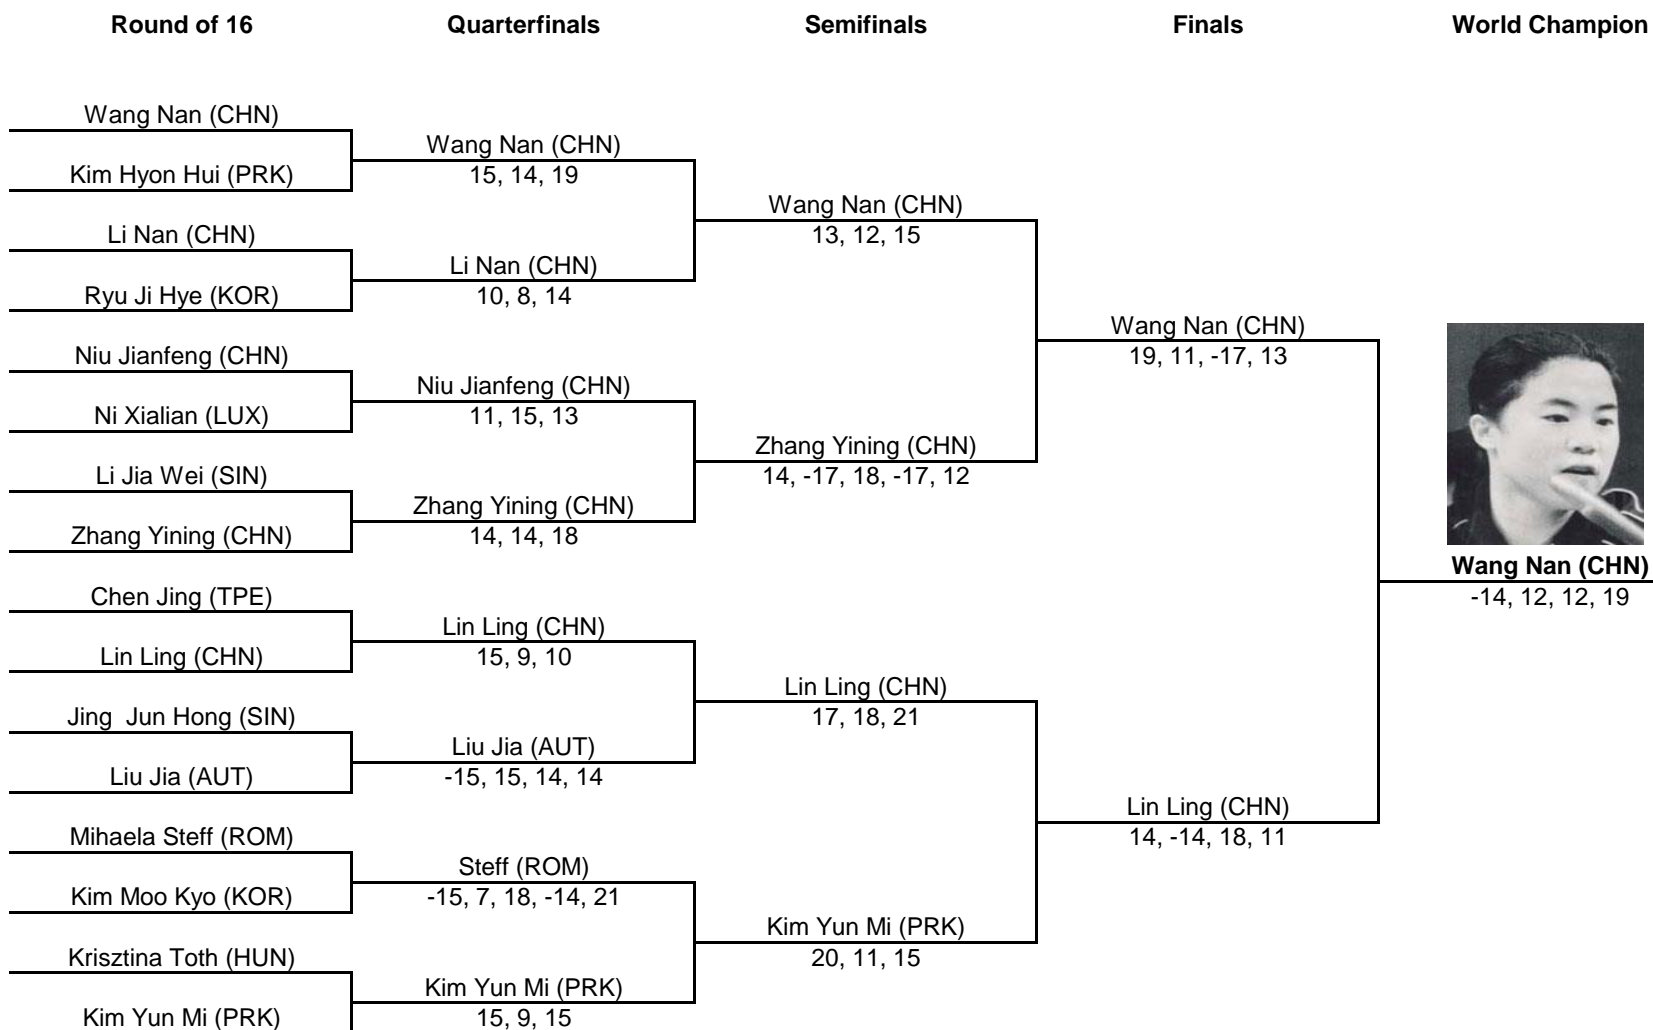 Round of 16
Quarterfinals
Semifinals
Finals
World Champion
Wang Nan (CHN)
Kim Hyon Hui (PRK)
Li Nan (CHN)
Ryu Ji Hye (KOR)
Niu Jianfeng (CHN)
Ni Xialian (LUX)
Li Jia Wei (SIN)
Zhang Yining (CHN)
Chen Jing (TPE)
Lin Ling (CHN)
Jing  Jun Hong (SIN)
Liu Jia (AUT)
Mihaela Steff (ROM)
Kim Moo Kyo (KOR)
Krisztina Toth (HUN)
Kim Yun Mi (PRK)
Wang Nan (CHN)
15, 14, 19
Li Nan (CHN)
10, 8, 14
Niu Jianfeng (CHN)
11, 15, 13
Zhang Yining (CHN)
14, 14, 18
Lin Ling (CHN)
15, 9, 10
Liu Jia (AUT)
-15, 15, 14, 14
Steff (ROM)
-15, 7, 18, -14, 21
Kim Yun Mi (PRK)
15, 9, 15
Wang Nan (CHN)
13, 12, 15
Zhang Yining (CHN)
14, -17, 18, -17, 12
Lin Ling (CHN)
17, 18, 21
Kim Yun Mi (PRK)
20, 11, 15
Wang Nan (CHN)
19, 11, -17, 13
Lin Ling (CHN)
14, -14, 18, 11
Wang Nan (CHN)
-14, 12, 12, 19